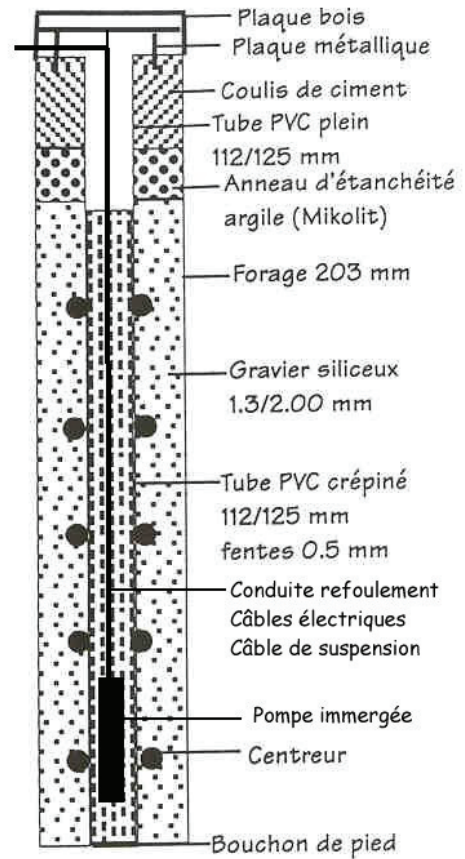 Plaque bois
Plaque métallique
Coulis de ciment
Tube PVC plein
112/125 mm
Anneau d'étanchéité
argile (Mikolit)
Forage 203 mm
Gravier siliceux
1.3/2.00 mm
Tube PVC crépiné
112/125 mm
fentes 0.5 mm
Conduite refoulement
Câbles électriques
Câble de suspension
Pompe immergée
Centreur
Bouchon de pied